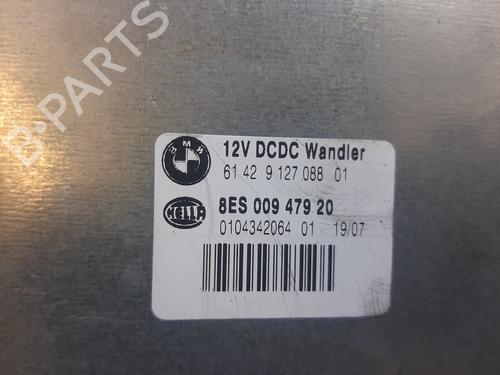 B-PARTS
BMW
12V DCDC Wandler
61 42 9 127 088 01
HELLA
8ES 009 479 20
0104342064 01 19/07